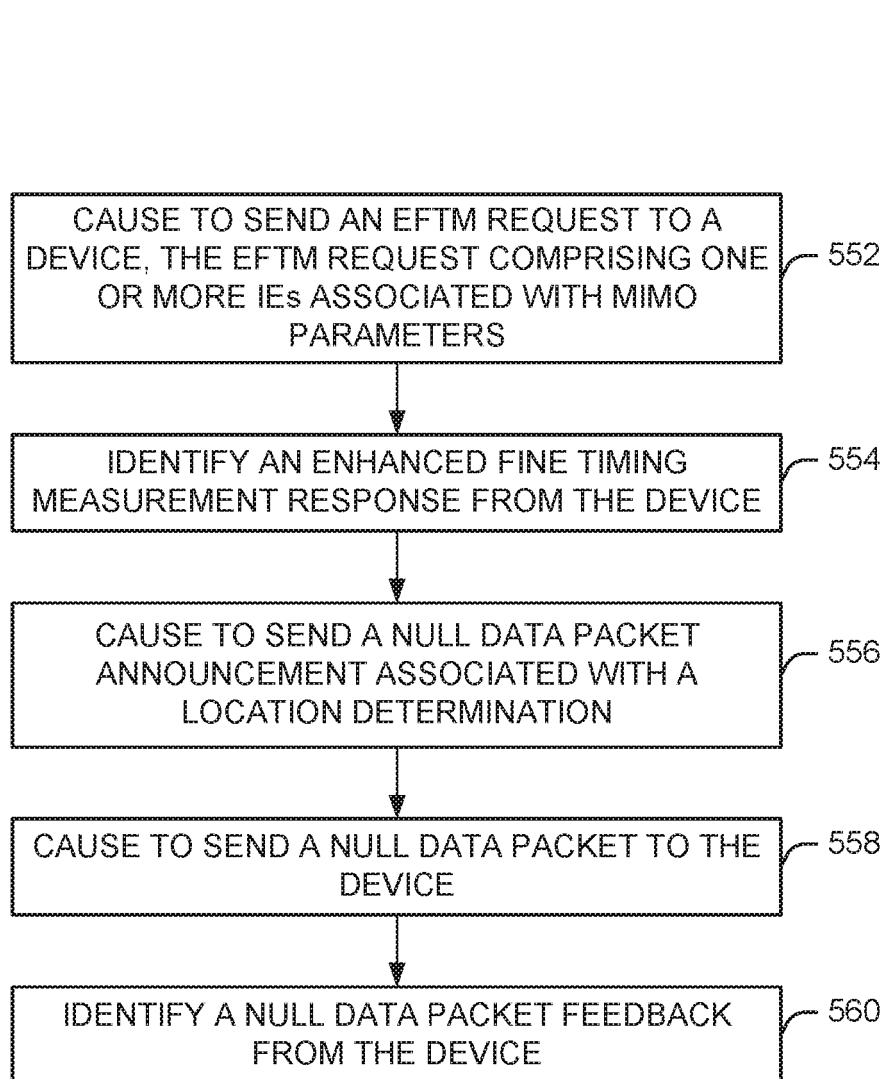 CAUSE TO SEND AN EFTM REQUEST TO A
DEVICE, THE EFTM REQUEST COMPRISING ONE
OR MORE IEs ASSOCIATED WITH MIMO
PARAMETERS
552
IDENTIFY AN ENHANCED FINE TIMING
MEASUREMENT RESPONSE FROM THE DEVICE
554
CAUSE TO SEND A NULL DATA PACKET
ANNOUNCEMENT ASSOCIATED WITH A
LOCATION DETERMINATION
556
CAUSE TO SEND A NULL DATA PACKET TO THE
DEVICE
558
IDENTIFY A NULL DATA PACKET FEEDBACK
FROM THE DEVICE
560